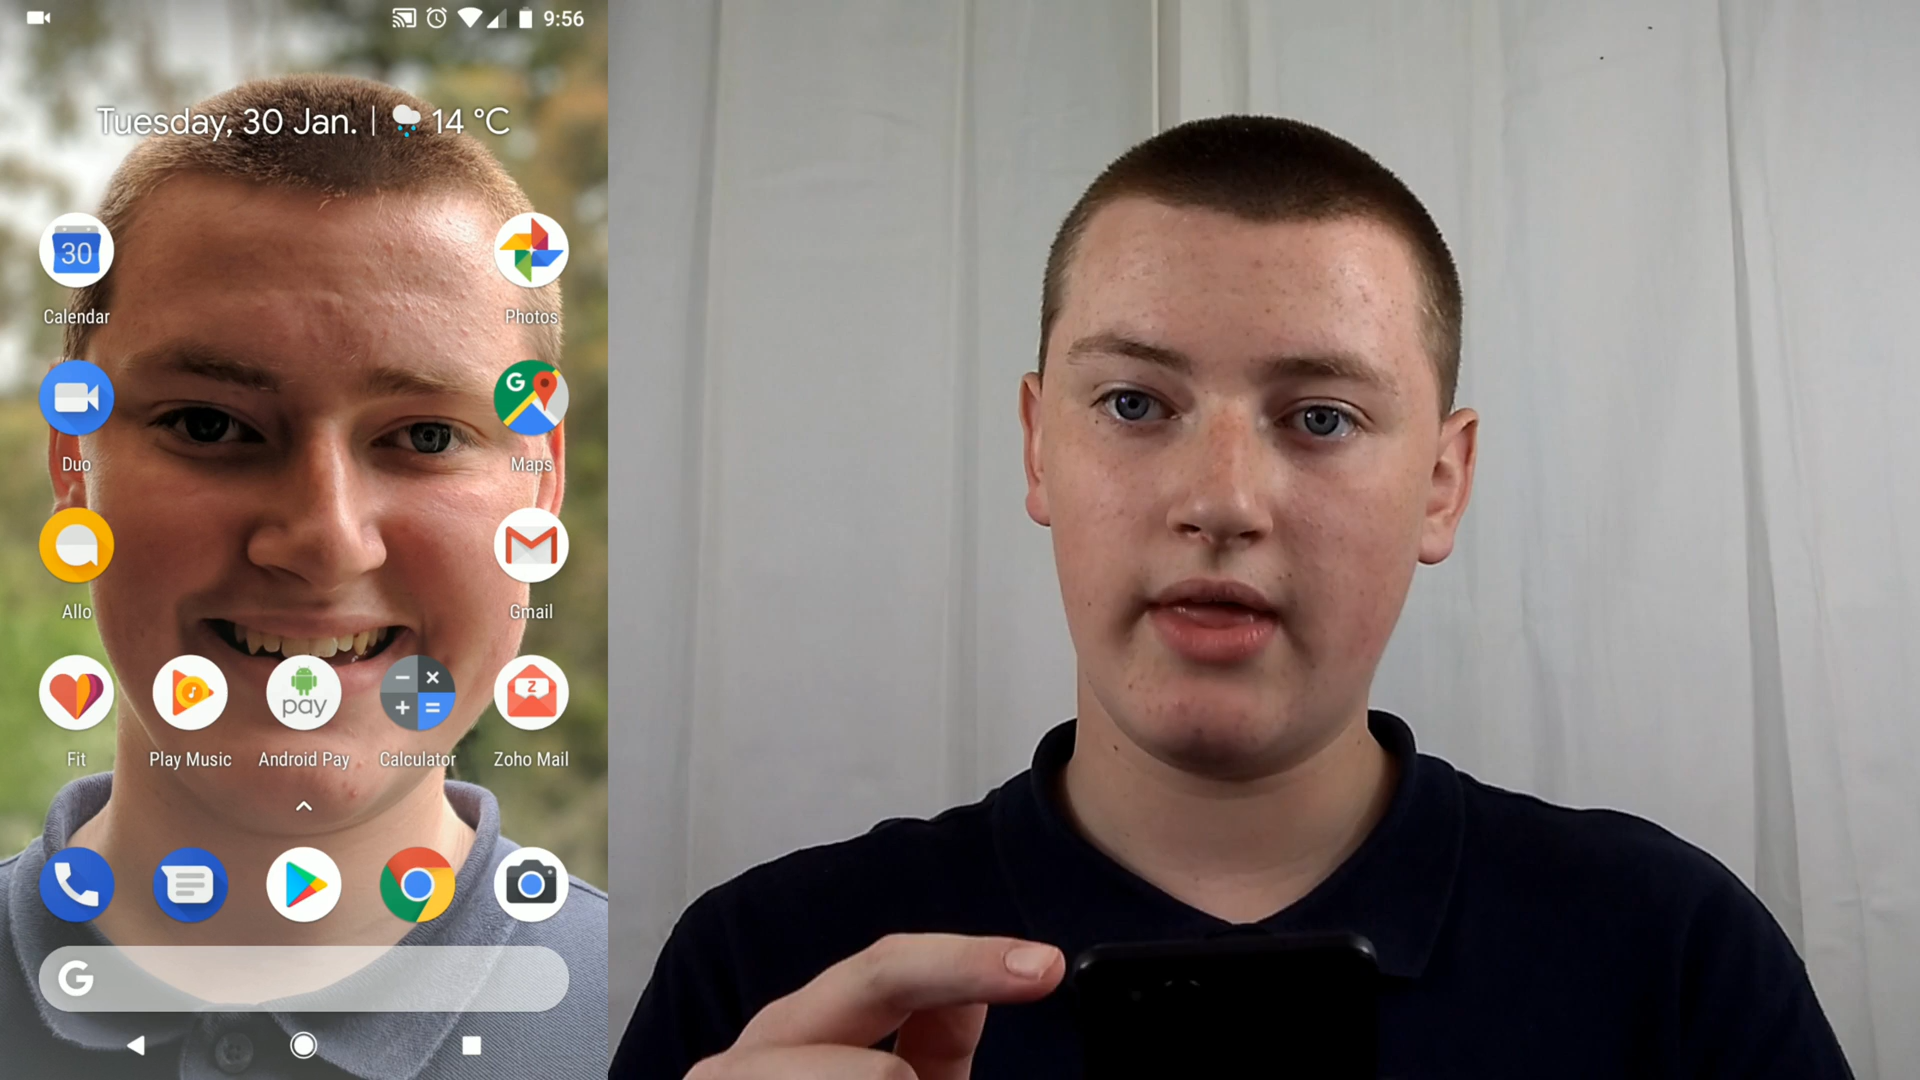 9:56
Tuesday, 30 Jan. | 14 °C
30
Calendar
Photos
G
Duo
Maps
Allo
Gmail
pay
Z
Fit
Play Music
Android Pay
Calculator
Zoho Mail
G